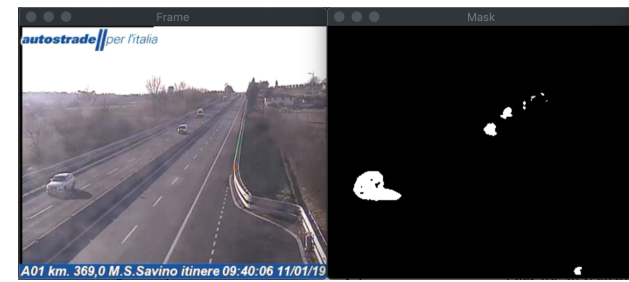 Frame
Mask
autostrade per l'italia
A01 km. 369,0 M.S.Savino itinere 09:40:06 11/01/19